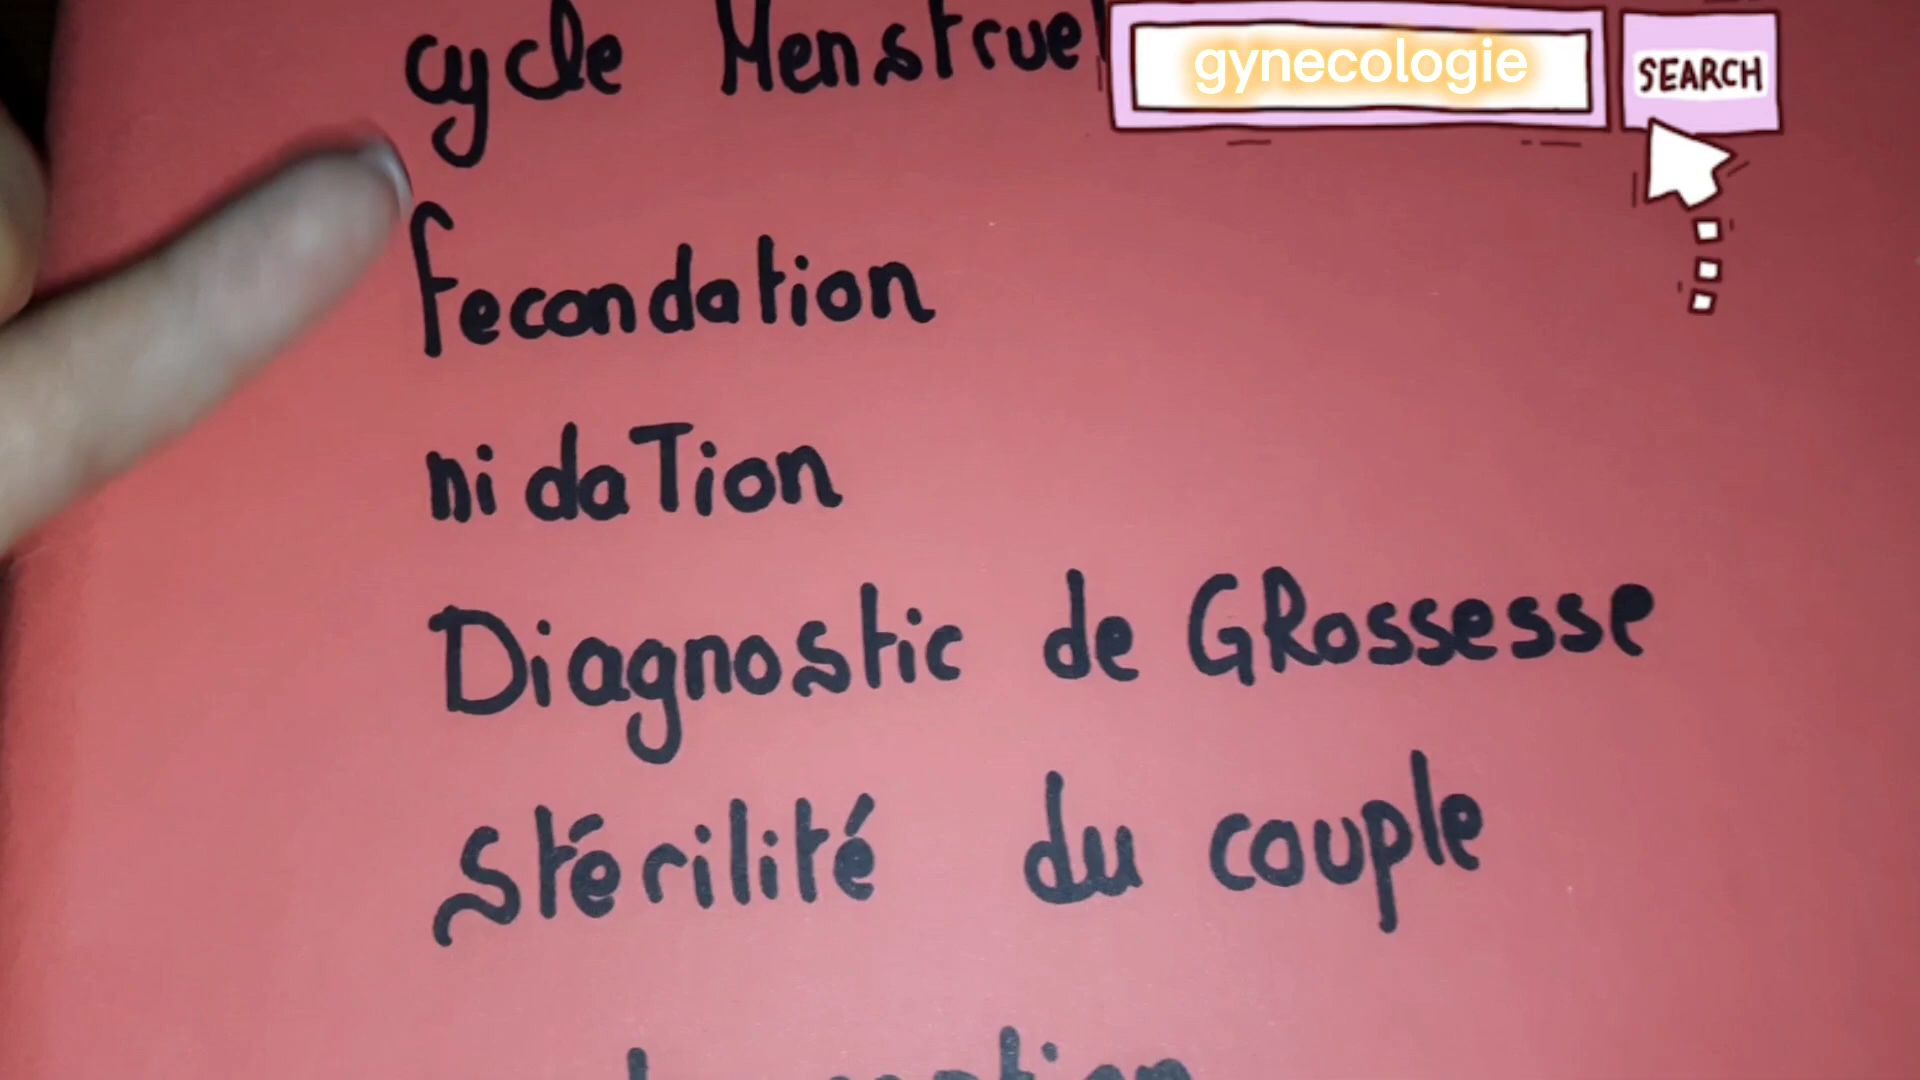 cycle Menstruel
gynecologie
SEARCH
fecondation
nidaTion
Diagnostic de GRossesse
Stérilité du couple